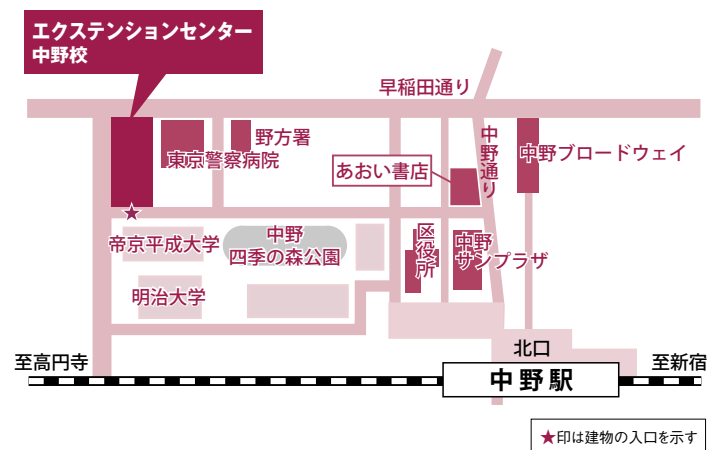 エクステンションセンター
中野校
早稲田通り
野方署
東京警察病院
あおい書店
中野通り
中野ブロードウェイ
帝京平成大学
中野
四季の森公園
区役所
中野
サンプラザ
明治大学
北口
至高円寺
中野駅
至新宿
★印は建物の入口を示す